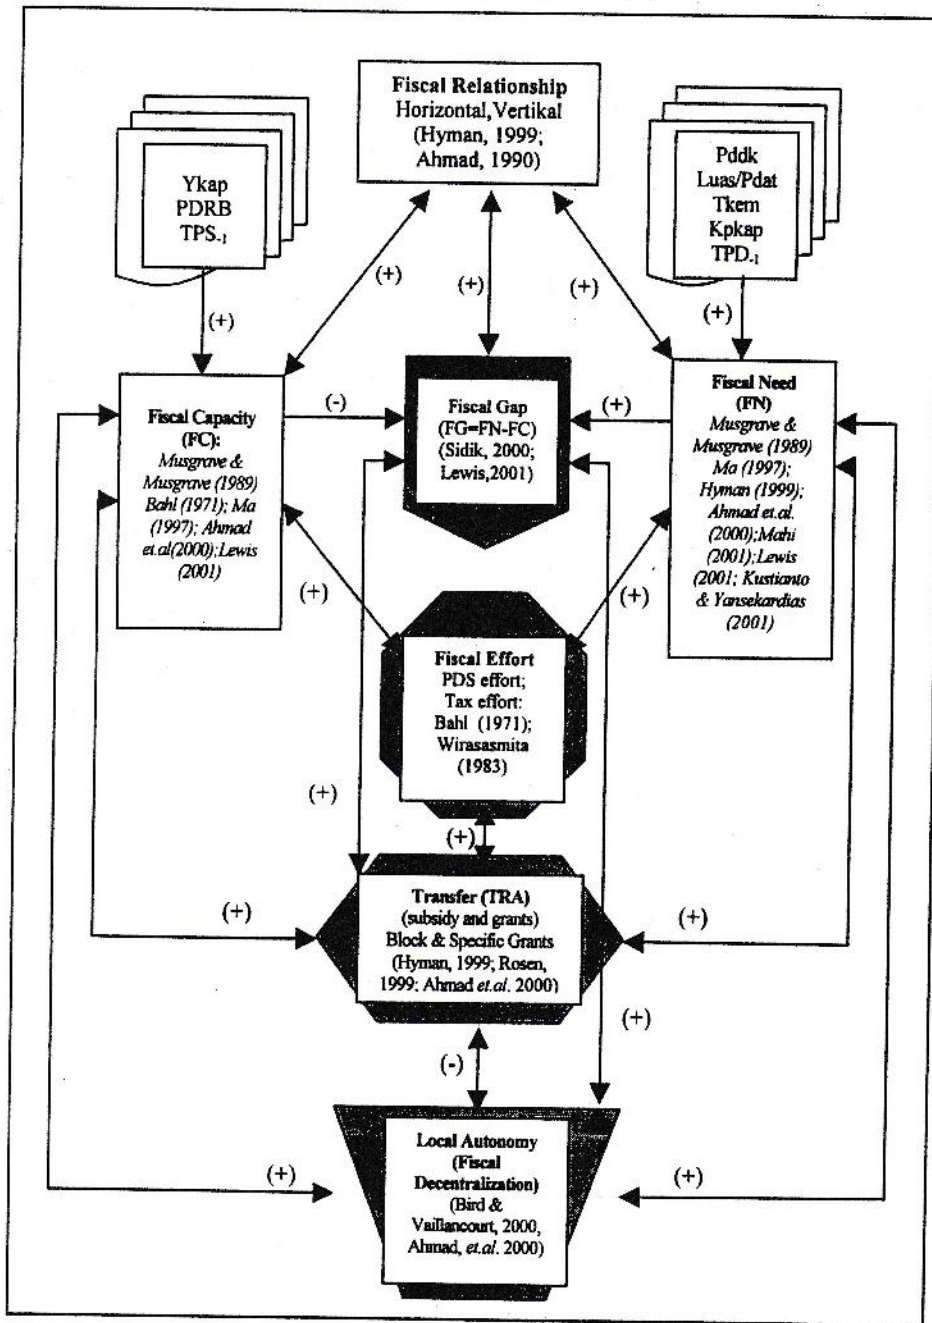 Fiscal Relationship
Horizontal,Vertikal
(Hyman, 1999;
Ahmad, 1990)
Ykap
PDRB
TPS-1
Pddk
Luas/Pdat
Tkem
Kpkap
TPD-1
(+)
(+)
(+)
(+)
(+)
Fiscal Capacity
(FC):
Musgrave &
Musgrave (1989)
Bahl (1971); Ma
(1997); Ahmad
et.al(2000);Lewis
(2001)
(-)
Fiscal Gap
(FG=FN-FC)
(Sidik, 2000;
Lewis,2001)
(+)
Fiscal Need
(FN)
Musgrave &
Musgrave (1989)
Ma (1997);
Hyman (1999);
Ahmad et.al.
(2000);Mahi
(2001);Lewis
(2001; Kustianto
& Yansekardias
(2001)
(+)
(+)
Fiscal Effort
PDS effort;
Tax effort:
Bahl (1971);
Wirasasmita
(1983)
(+)
(+)
Transfer (TRA)
(subsidy and grants)
Block & Specific Grants
(Hyman, 1999; Rosen,
1999; Ahmad et.al. 2000)
(+)
(+)
(+)
(-)
Local Autonomy
(Fiscal
Decentralization)
(Bird &
Vaillancourt, 2000,
Ahmad, et.al. 2000)
(+)
(+)